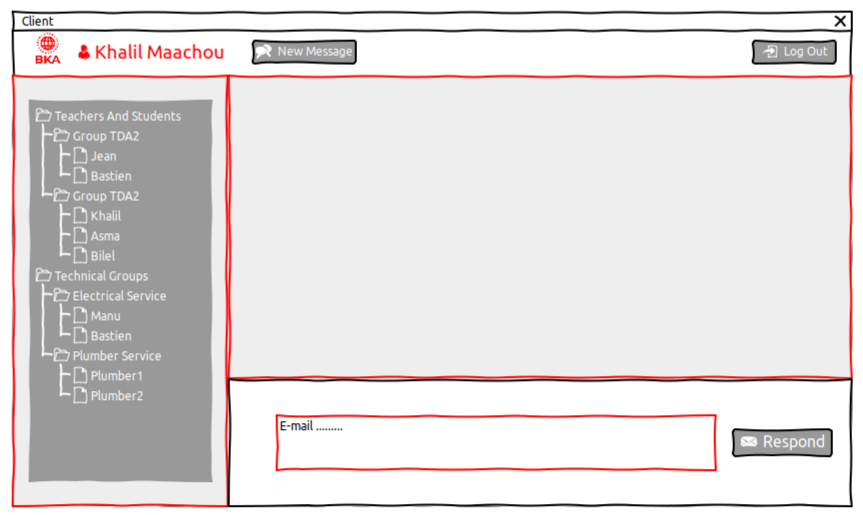 Client
BKA
Khalil Maachou
New Message
Log Out
Teachers And Students
Group TDA2
Jean
Bastien
Group TDA2
Khalil
Asma
Bilel
Technical Groups
Electrical Service
Manu
Bastien
Plumber Service
Plumber1
Plumber2
E-mail .........
Respond